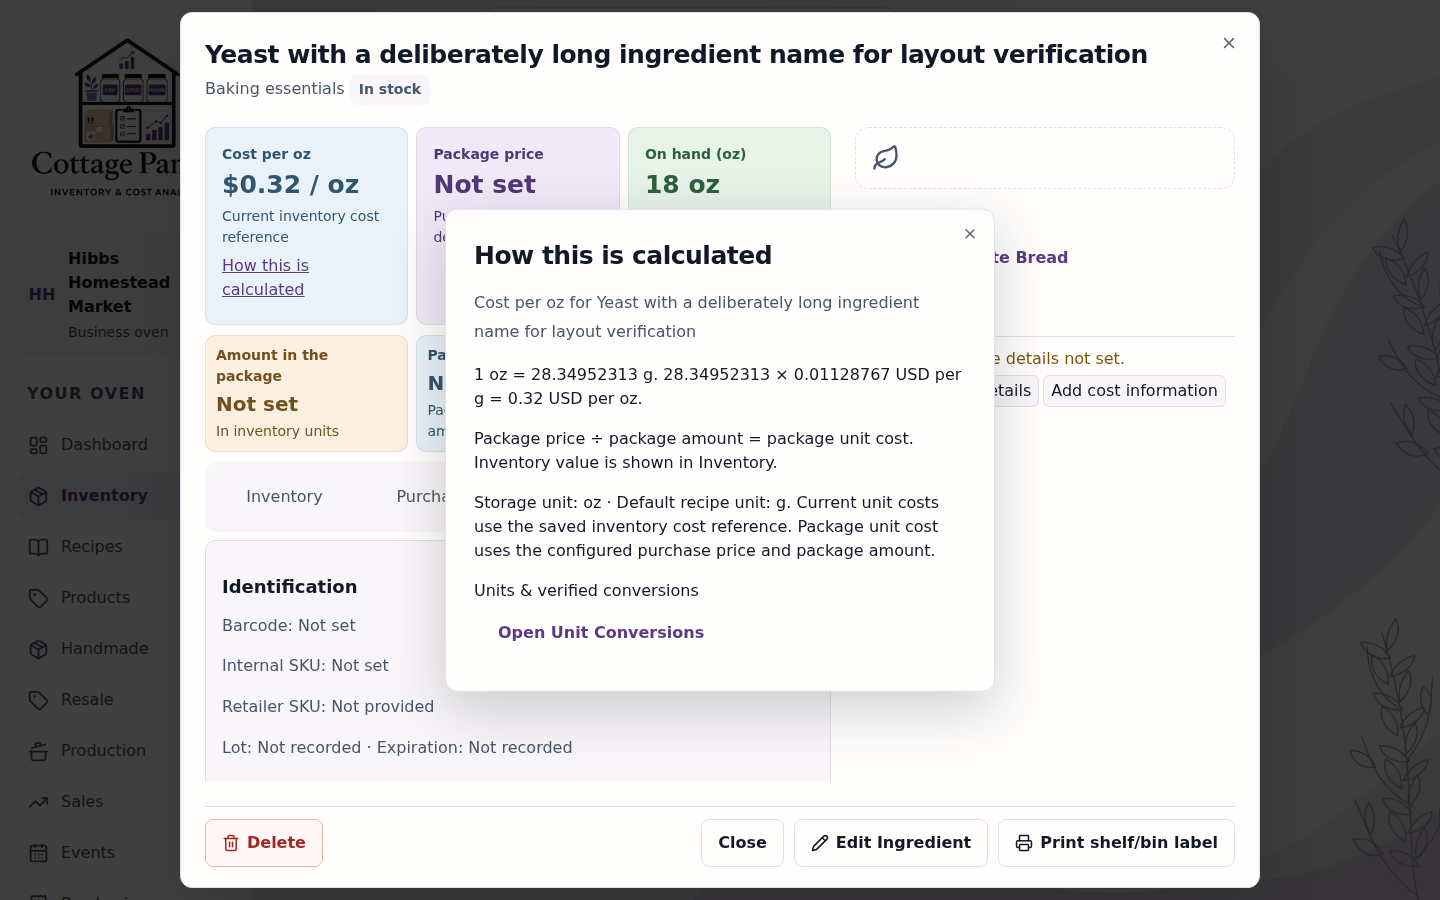 Yeast with a deliberately long ingredient name for layout verification
Baking essentials
In stock
Cost per oz
$0.32 / oz
Current inventory cost
reference
How this is
calculated
Package price
Not set
On hand (oz)
18 oz
Amount in the
package
Not set
In inventory units
How this is calculated
Cost per oz for Yeast with a deliberately long ingredient
name for layout verification
1 oz = 28.34952313 g. 28.34952313 × 0.01128767 USD per
g = 0.32 USD per oz.
Package price ÷ package amount = package unit cost.
Inventory value is shown in Inventory.
Storage unit: oz · Default recipe unit: g. Current unit costs
use the saved inventory cost reference. Package unit cost
uses the configured purchase price and package amount.
Units & verified conversions
Open Unit Conversions
Bread
details not set.
Add cost information
Inventory
Identification
Barcode: Not set
Internal SKU: Not set
Retailer SKU: Not provided
Lot: Not recorded · Expiration: Not recorded
Delete
Close
Edit Ingredient
Print shelf/bin label
Cottage
INVENTORY & COST
HH
Hibbs
Homestead
Market
Business oven
YOUR OVEN
Dashboard
Inventory
Recipes
Products
Handmade
Resale
Production
Sales
Events